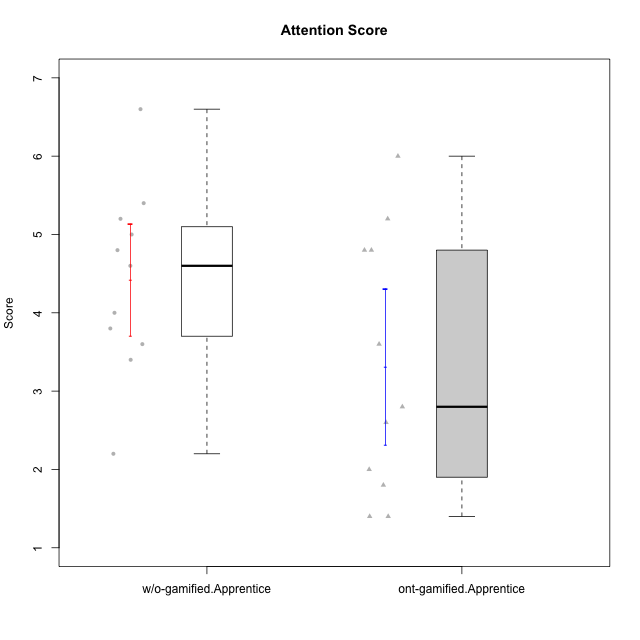 Attention Score
Score
7
6
5
4
3
2
1
w/o-gamified.Apprentice
ont-gamified.Apprentice